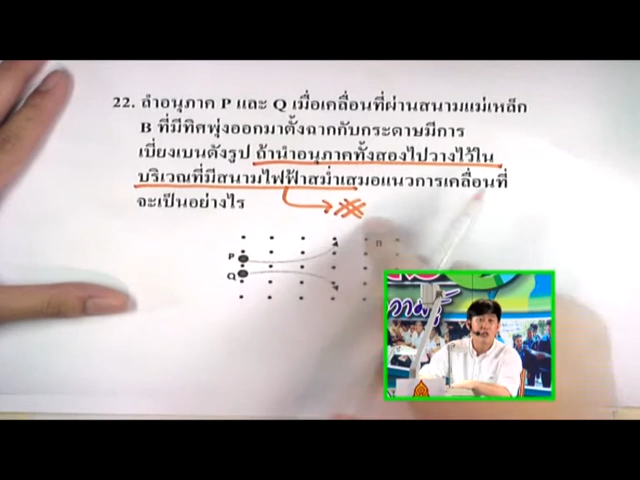 22. ลำอนุภาค P และ Q เมื่อเคลื่อนที่ผ่านสนามแม่เหล็ก
B ที่มีทิศพุ่งออกมาตั้งฉากกับกระดาษมีการ
เบี่ยงเบนดังรูป ถ้านำอนุภาคทั้งสองไปวางไว้ใน
บริเวณที่มีสนามไฟฟ้าสม่ำเสมอแนวการเคลื่อนที่
จะเป็นอย่างไร
P
Q